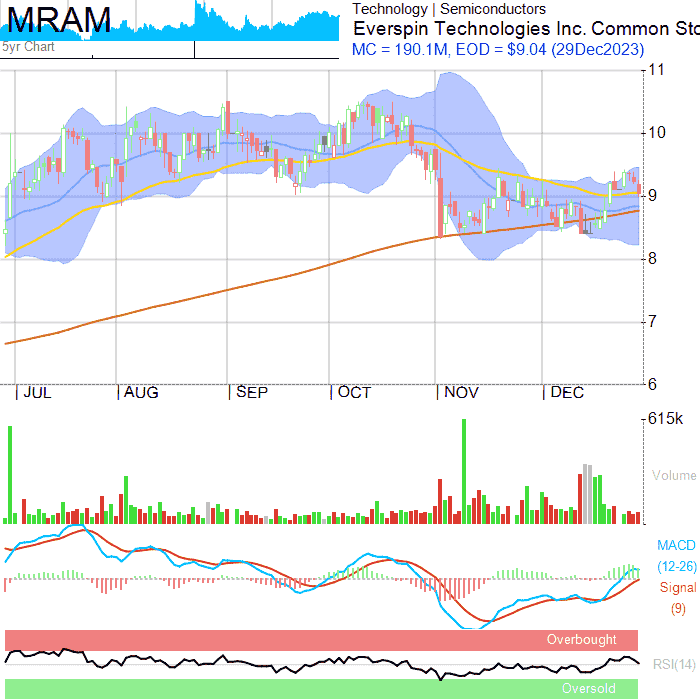 MRAM
5yr Chart
Technology | Semiconductors
Everspin Technologies Inc. Common Sto
MC = 190.1M, EOD = $9.04 (29Dec2023)
11
10
9
8
7
6
JUL AUG SEP OCT NOV DEC
615k
Volume
MACD
(12-26)
Signal
(9)
Overbought
RSI(14)
Oversold